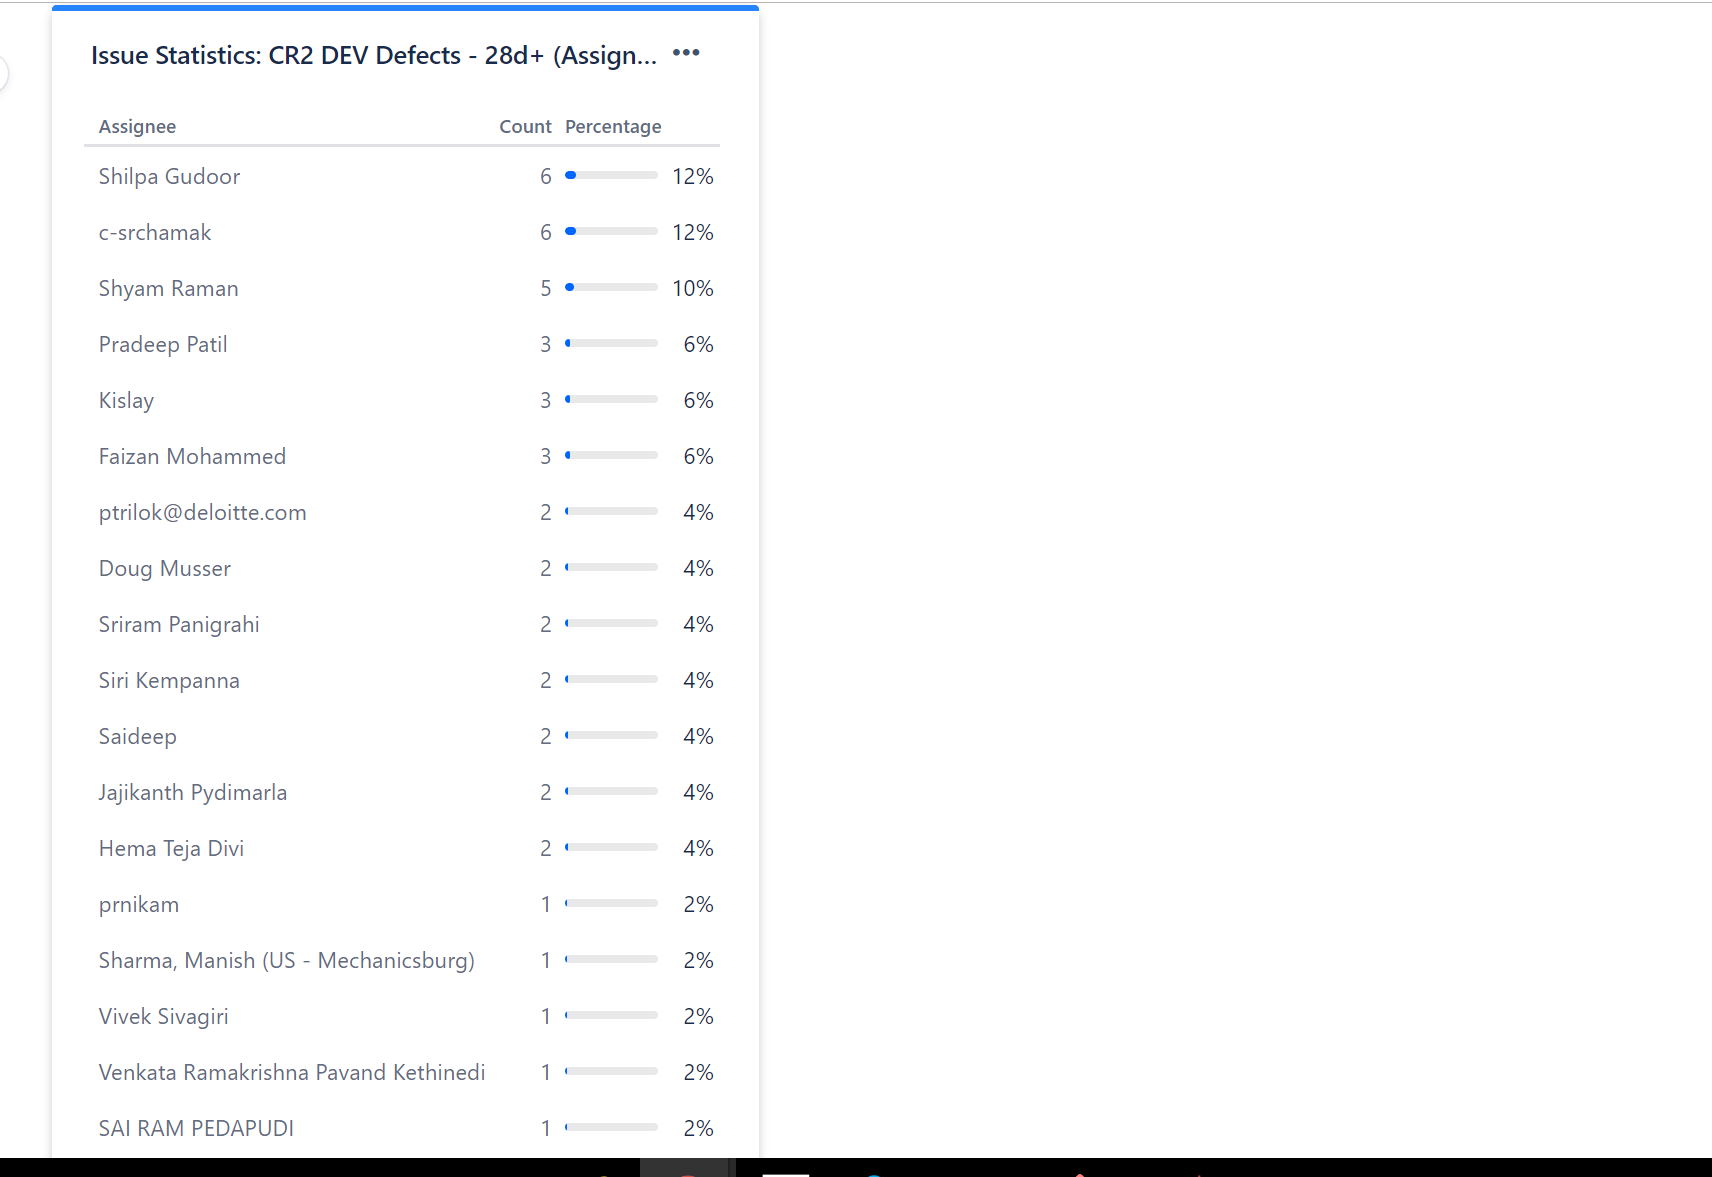 Issue Statistics: CR2 DEV Defects - 28d+ (Assign... •••
Assignee Count Percentage
Shilpa Gudoor 6 12%
c-srchamak 6 12%
Shyam Raman 5 10%
Pradeep Patil 3 6%
Kislay 3 6%
Faizan Mohammed 3 6%
ptrilok@deloitte.com 2 4%
Doug Musser 2 4%
Sriram Panigrahi 2 4%
Siri Kempanna 2 4%
Saideep 2 4%
Jajikanth Pydimarla 2 4%
Hema Teja Divi 2 4%
prnikam 1 2%
Sharma, Manish (US - Mechanicsburg) 1 2%
Vivek Sivagiri 1 2%
Venkata Ramakrishna Pavand Kethinedi 1 2%
SAI RAM PEDAPUDI 1 2%